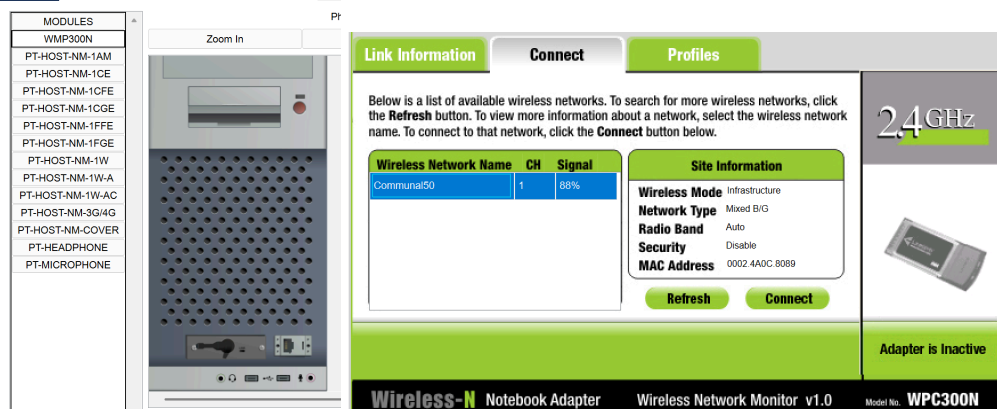 MODULES
WMP300N
PT-HOST-NM-1AM
PT-HOST-NM-1CE
PT-HOST-NM-1CFE
PT-HOST-NM-1CGE
PT-HOST-NM-1FFE
PT-HOST-NM-1FGE
PT-HOST-NM-1W
PT-HOST-NM-1W-A
PT-HOST-NM-1W-AC
PT-HOST-NM-3G/4G
PT-HOST-NM-COVER
PT-HEADPHONE
PT-MICROPHONE
Ph
Zoom In
Link Information Connect Profiles
Below is a list of available wireless networks. To search for more wireless networks, click
the Refresh button. To view more information about a network, select the wireless network
name. To connect to that network, click the Connect button below.
Wireless Network Name CH Signal
Communal50 1 88%
Site Information
Wireless Mode Infrastructure
Network Type Mixed B/G
Radio Band Auto
Security Disable
MAC Address 0002.4A0C.8089
Refresh Connect
2.4GHz
Adapter is Inactive
Wireless-N Notebook Adapter Wireless Network Monitor v1.0 Model No. WPC300N